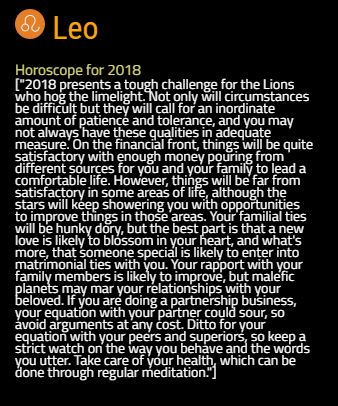 Leo
Horoscope for 2018
["2018 presents a tough challenge for the Lions
who hog the limelight. Not only will circumstances
be difficult but they will call for an inordinate
amount of patience and tolerance, and you may
not always have these qualities in adequate
measure. On the financial front, things will be quite
satisfactory with enough money pouring from
different sources for you and your family to lead a
comfortable life. However, things will be far from
satisfactory in some areas of life, although the
stars will keep showering you with opportunities
to improve things in those areas. Your familial ties
will be hunky dory, but the best part is that a new
love is likely to blossom in your heart, and what's
more, that someone special is likely to enter into
matrimonial ties with you. Your rapport with your
family members is likely to improve, but malefic
planets may mar your relationships with your
beloved. If you are doing a partnership business,
your equation with your partner could sour, so
avoid arguments at any cost. Ditto for your
equation with your peers and superiors, so keep a
strict watch on the way you behave and the words
you utter. Take care of your health, which can be
done through regular meditation."]